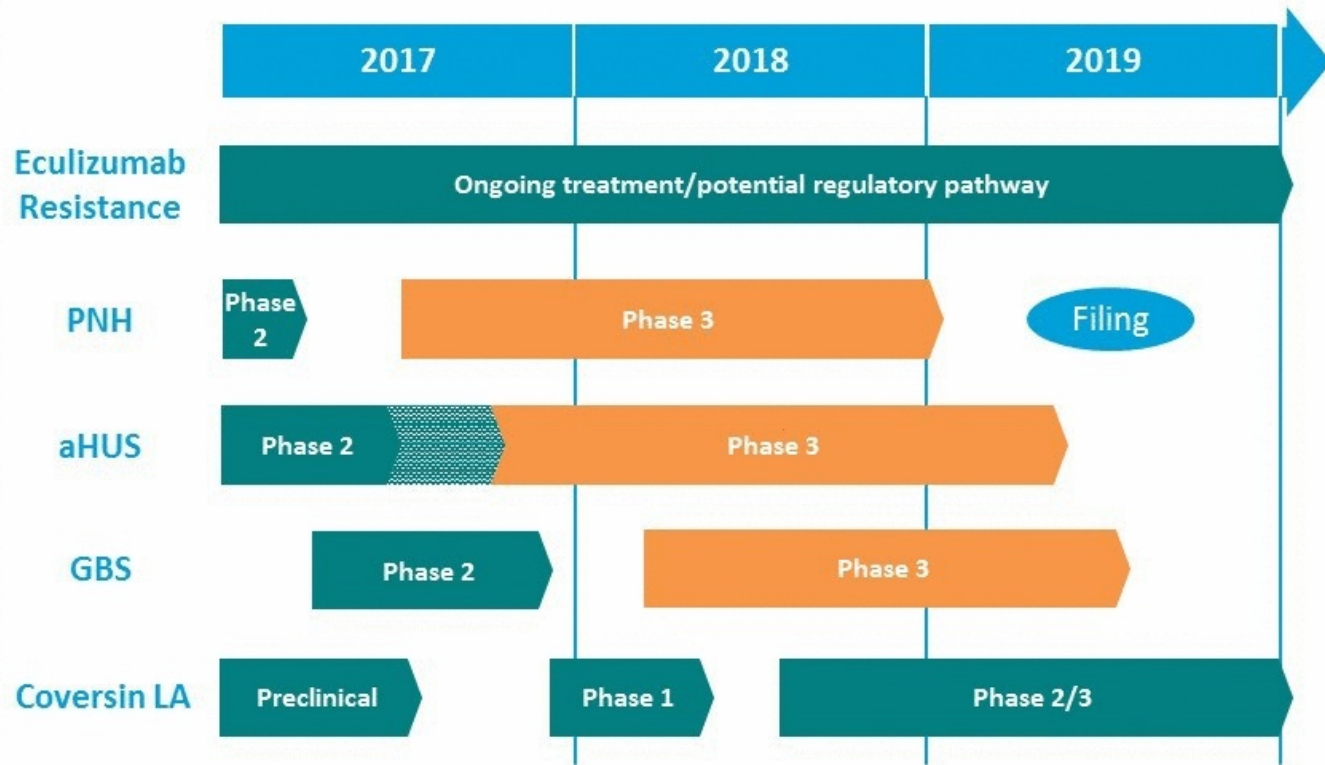 2017
2018
2019
Eculizumab
Resistance
Ongoing treatment/potential regulatory pathway
PNH
Phase
2
Phase 3
Filing
aHUS
Phase 2
Phase 3
GBS
Phase 2
Phase 3
Coversin LA
Preclinical
Phase 1
Phase 2/3